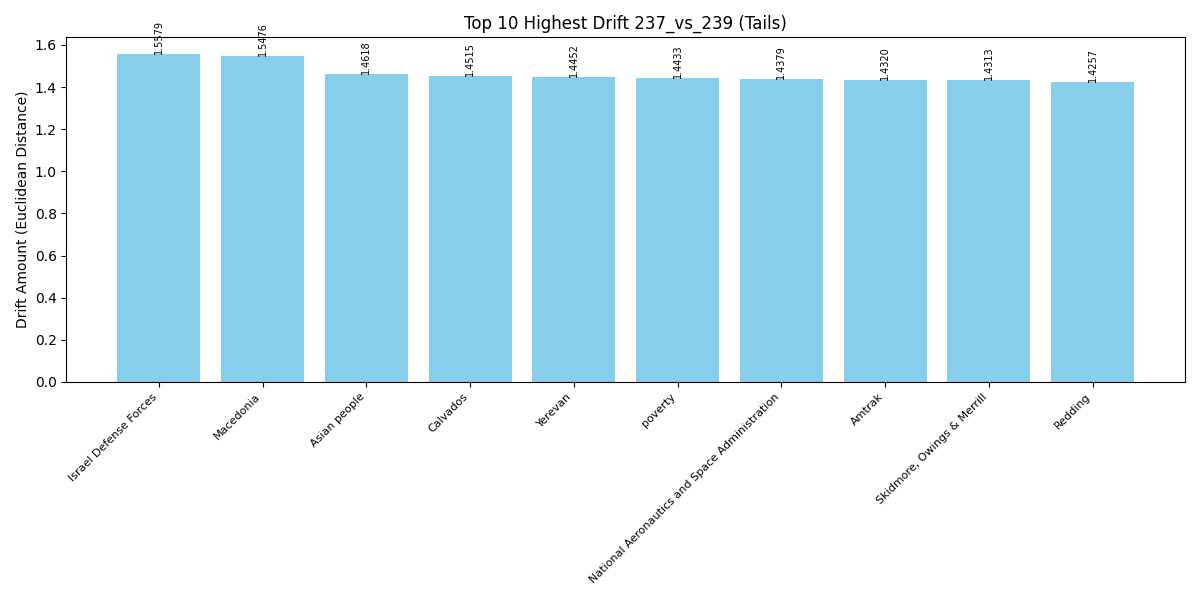 Top 10 Highest Drift 237_vs_239 (Tails)
Drift Amount (Euclidean Distance)
1.6
1.4
1.2
1.0
0.8
0.6
0.4
0.2
0.0
1.5579
1.5476
1.4618
1.4515
1.4452
1.4433
1.4379
1.4320
1.4313
1.4257
Israel Defense Forces
Macedonia
Asian people
Calvados
Yerevan
poverty
National Aeronautics and Space Administration
Amtrak
Skidmore, Owings & Merrill
Redding